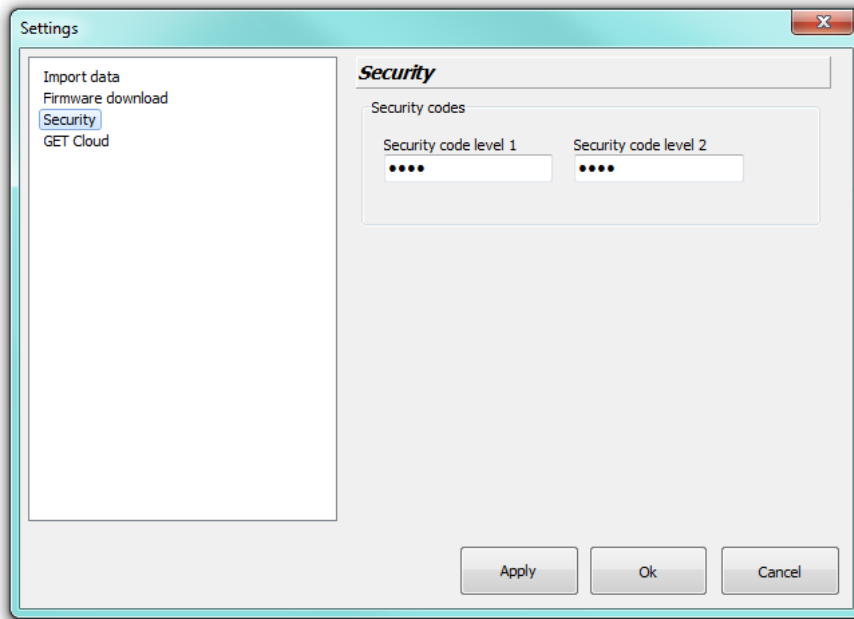 Settings
Import data
Firmware download
Security
GET Cloud
Security
Security codes
Security code level 1
Security code level 2
••••
••••
Apply
Ok
Cancel